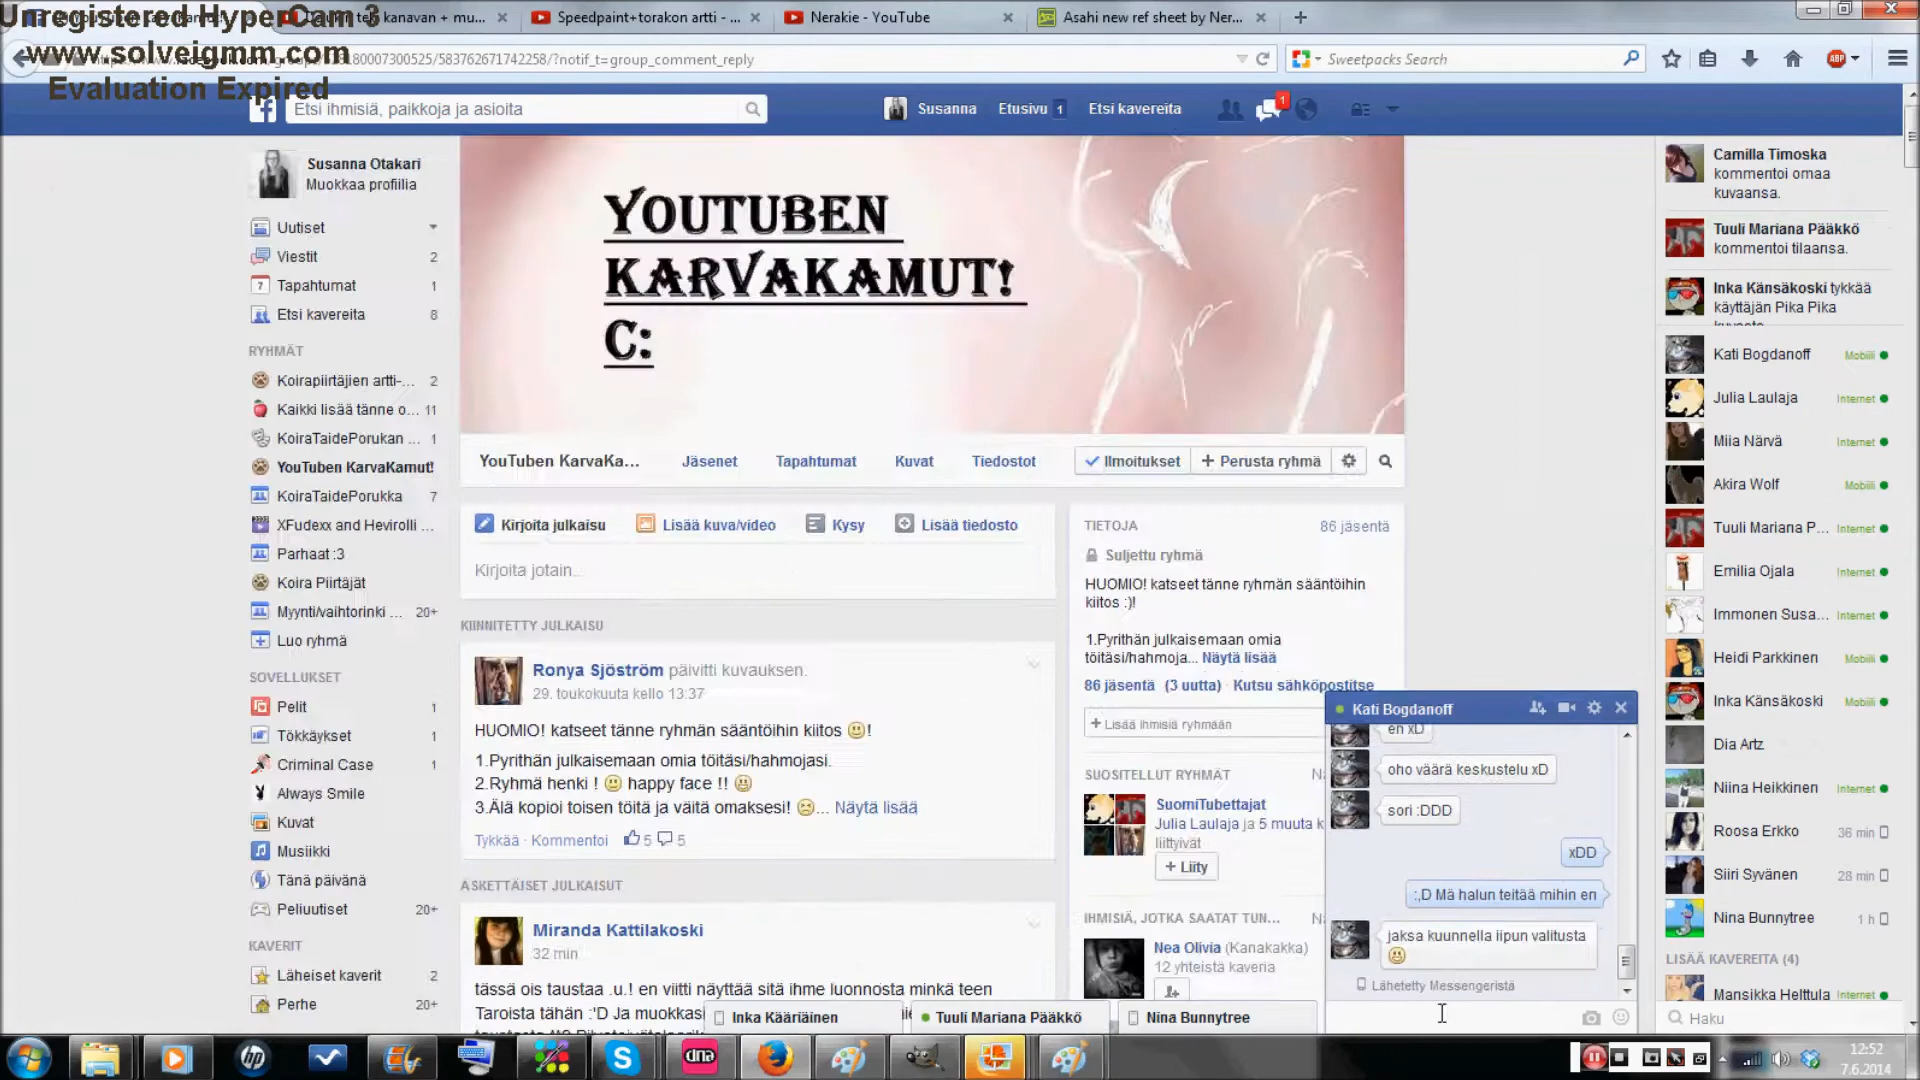 Unregistered HyperCam 3
www.solveigmm.com
Evaluation Expired
Speedpaint+torakon artti - ...
Nerakie - YouTube
Asahi new ref sheet by Ner...
/583762671742258/?notif_t=group_comment_reply
Sweetpacks Search
ABP
Etsi ihmisiä, paikkoja ja asioita
Susanna
Etusivu 1
Etsi kavereita
1
Susanna Otakari
Muokkaa profiilia
Uutiset
Viestit 2
Tapahtumat 1
Etsi kavereita 8
RYHMÄT
Koirapiirtäjien artti-... 2
Kaikki lisää tänne o... 11
KoiraTaidePorukan ... 1
YouTuben KarvaKamut!
KoiraTaidePorukka 7
XFudexx and Hevirolli ...
Parhaat :3
Koira Piirtäjät
Myynti/vaihtorinki ... 20+
Luo ryhmä
SOVELLUKSET
Pelit 1
Tökkäykset 1
Criminal Case 1
Always Smile
Kuvat
Musiikki
Tänä päivänä
Peliuutiset 20+
KAVERIT
Läheiset kaverit 2
Perhe 20+
YOUTUBEN
KARVAKAMUT!
C:
YouTuben KarvaKa...
Jäsenet
Tapahtumat
Kuvat
Tiedostot
Ilmoitukset
+ Perusta ryhmä
Kirjoita julkaisu
Lisää kuva/video
Kysy
Lisää tiedosto
Kirjoita jotain...
KIINNITETTY JULKAISU
Ronya Sjöström päivitti kuvauksen.
29. toukokuuta kello 13:37
HUOMIO! katseet tänne ryhmän sääntöihin kiitos !
1.Pyrithän julkaisemaan omia töitäsi/hahmojasi.
2.Ryhmä henki ! happy face !!
3.Älä kopioi toisen töitä ja väitä omaksesi! ... Näytä lisää
Tykkää · Kommentoi 5 5
ÄSKETTÄISET JULKAISUT
Miranda Kattilakoski
32 min
tässä ois taustaa .u.! en viitti näyttää sitä ihme luonnosta minkä teen
Taroista tähän :'D Ja muokkas
TIETOJA
86 jäsentä
Suljettu ryhmä
HUOMIO! katseet tänne ryhmän sääntöihin
kiitos :)!
1.Pyrithän julkaisemaan omia
töitäsi/hahmoja... Näytä lisää
86 jäsentä (3 uutta) · Kutsu sähköpostitse
+ Lisää ihmisiä ryhmään
SUOSITELLUT RYHMÄT
SuomiTubettajat
Julia Laulaja ja 5 muuta k
liittyivät
+ Liity
IHMISIÄ, JOTKA SAATAT TUN...
Nea Olivia (Kanakakka)
12 yhteistä kaveria
Kati Bogdanoff
en xD
oho väärä keskustelu xD
sori :DDD
xDD
:,D Mä halun teitää mihin en
jaksa kuunnella iipun valitusta
Lähetetty Messengeristä
Inka Kääriäinen
Tuuli Mariana Pääkkö
Nina Bunnytree
Camilla Timoska
kommentoi omaa
kuvaansa.
Tuuli Mariana Pääkkö
kommentoi tilaansa.
Inka Känsäkoski tykkää
käyttäjän Pika Pika
Kati Bogdanoff Mobiili
Julia Laulaja Internet
Miia Närvä Internet
Akira Wolf Mobiili
Tuuli Mariana P... Internet
Emilia Ojala Internet
Immonen Susa... Internet
Heidi Parkkinen Mobiili
Inka Känsäkoski Internet
Dia Artz
Niina Heikkinen Internet
Roosa Erkko 36 min
Siiri Syvänen 28 min
Nina Bunnytree 1 h
LISÄÄ KAVEREITA (4)
Mansikka Helttula Internet
Haku
hp
dna
12:52
7.6.2014